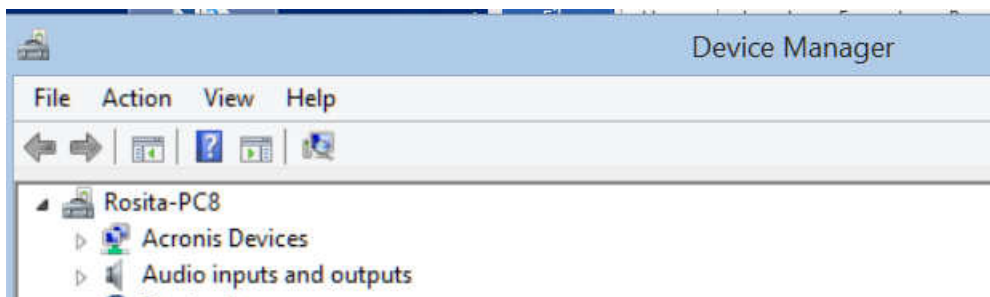 Device Manager
File Action View Help
Rosita-PC8
Acronis Devices
Audio inputs and outputs